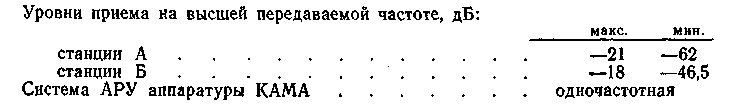 Уровни приема на высшей передаваемой частоте, дБ:
макс. мин.
станции А . . . . . . . . . . . . . —21 —62
станции Б . . . . . . . . . . . . . —18 —46,5
Система АРУ аппаратуры КАМА . . . . . . одночастотная